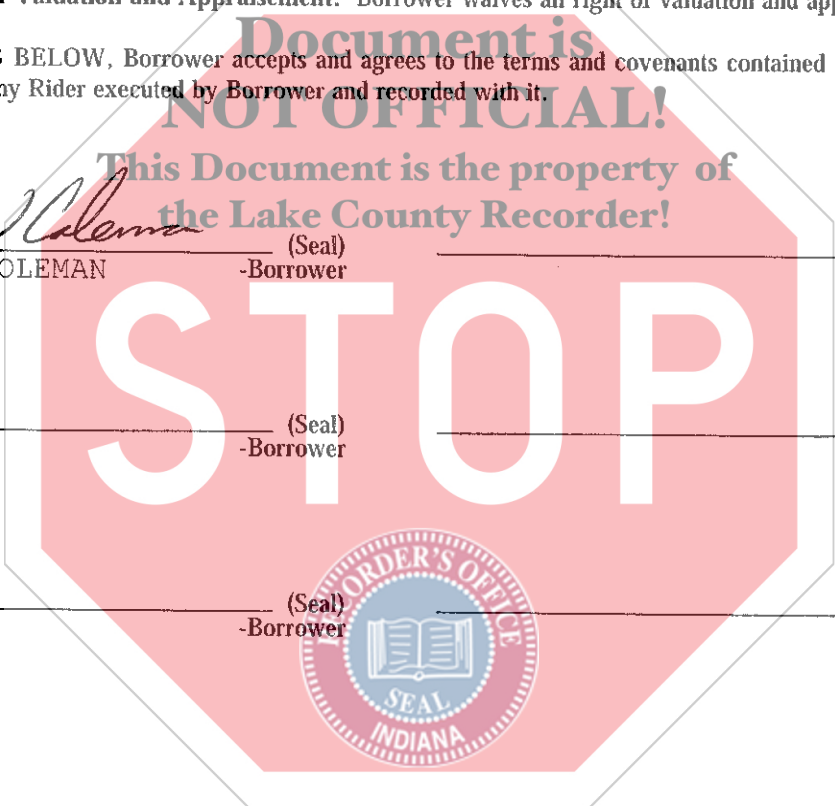 Valuation and Appraisement. Borrower waives all right of valuation and
Document is
BELOW, Borrower accepts and agrees to the terms and covenants contained
Rider executed by Borrower and recorded with it.
NOT OFFICIAL!
This Document is the property of
the Lake County Recorder!
Coleman
(Seal)
OLEMAN -Borrower
STOP
(Seal)
-Borrower
(Seal)
-Borrower
RECORDER'S OFFICE
SEAL
INDIANA